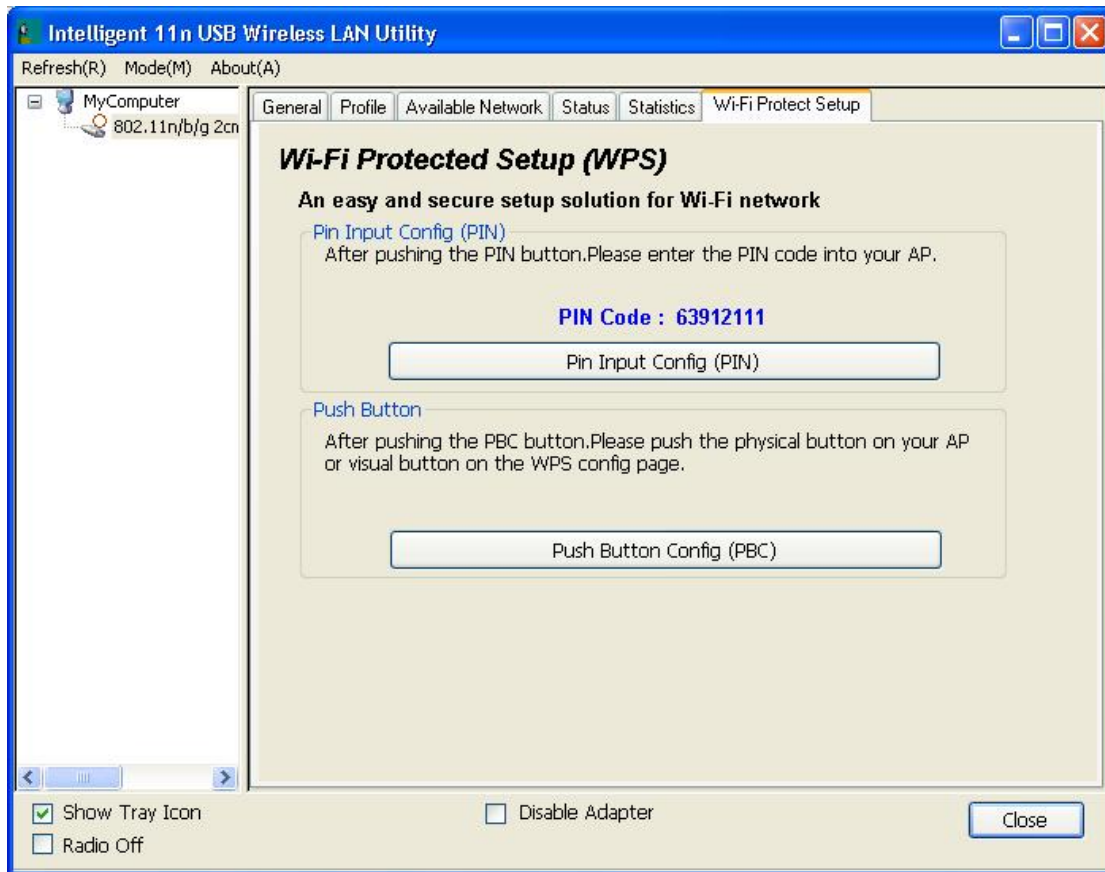 Intelligent 11n USB Wireless LAN Utility
Refresh(R) Mode(M) About(A)
MyComputer
802.11n/b/g 2cn
General Profile Available Network Status Statistics Wi-Fi Protect Setup
Wi-Fi Protected Setup (WPS)
An easy and secure setup solution for Wi-Fi network
Pin Input Config (PIN)
After pushing the PIN button.Please enter the PIN code into your AP.
PIN Code : 63912111
Pin Input Config (PIN)
Push Button
After pushing the PBC button.Please push the physical button on your AP
or visual button on the WPS config page.
Push Button Config (PBC)
Show Tray Icon
Disable Adapter
Close
Radio Off